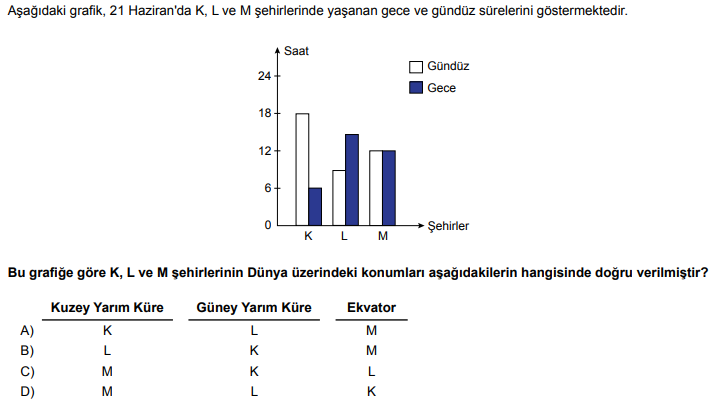 Aşağıdaki grafik, 21 Haziran'da K, L ve M şehirlerinde yaşanan gece ve gündüz sürelerini göstermektedir.
Saat
Gündüz
Gece
24
18
12
6
0
K L M
Şehirler
Bu grafiğe göre K, L ve M şehirlerinin Dünya üzerindeki konumları aşağıdakilerin hangisinde doğru verilmiştir?
Kuzey Yarım Küre Güney Yarım Küre Ekvator
A) K L M
B) L K M
C) M K L
D) M L K